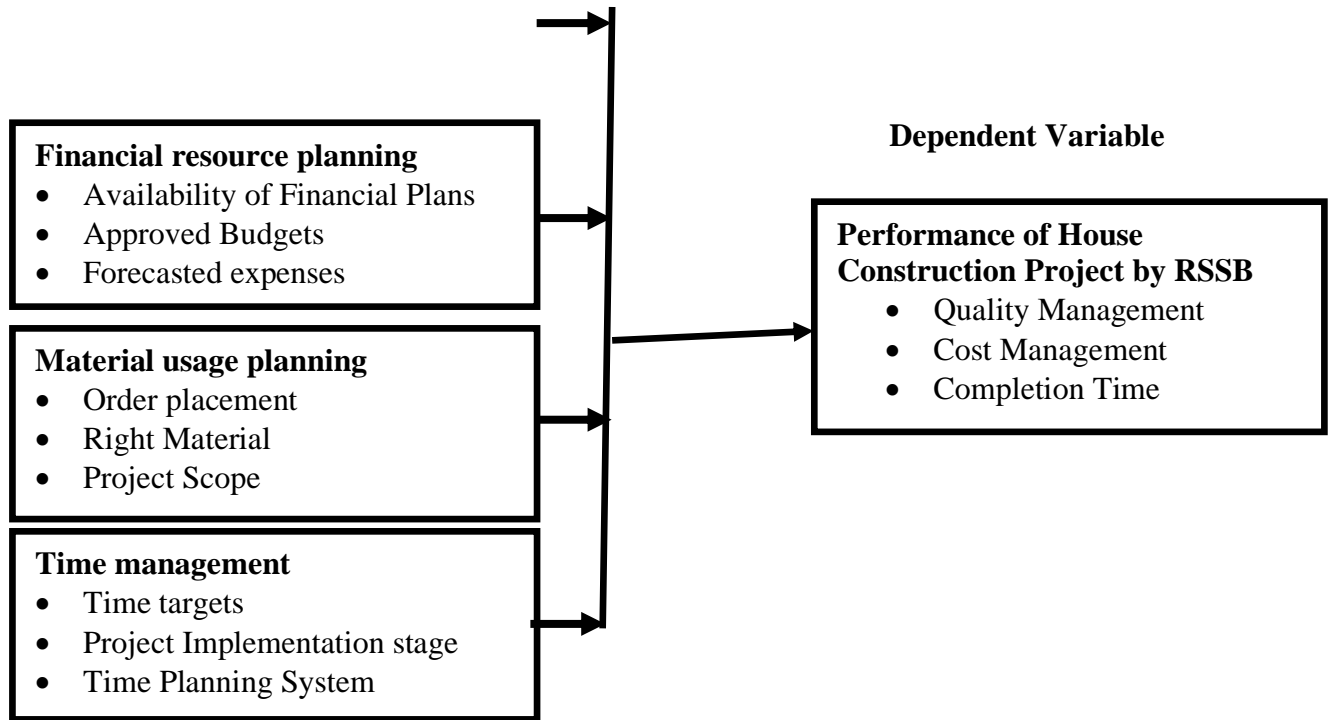 Financial resource planning
• Availability of Financial Plans
• Approved Budgets
• Forecasted expenses
Material usage planning
• Order placement
• Right Material
• Project Scope
Time management
• Time targets
• Project Implementation stage
• Time Planning System
Dependent Variable
Performance of House
Construction Project by RSSB
• Quality Management
• Cost Management
• Completion Time